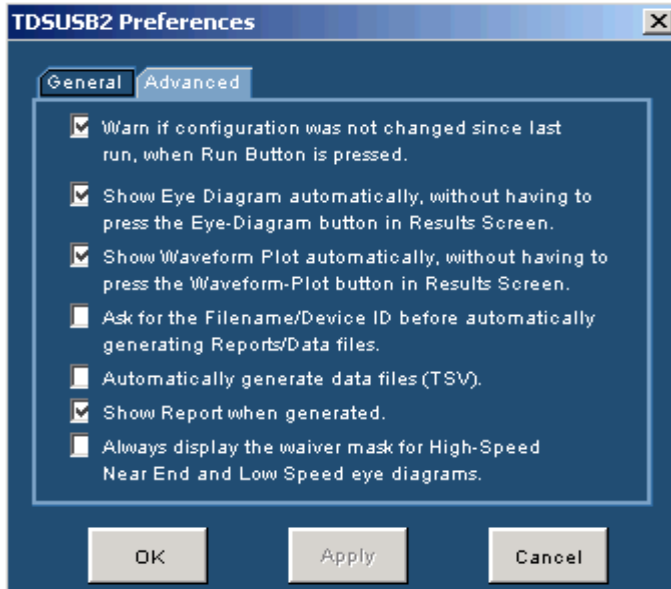 TDSUSB2 Preferences
General
Advanced
Warn if configuration was not changed since last
run, when Run Button is pressed.
Show Eye Diagram automatically, without having to
press the Eye-Diagram button in Results Screen.
Show Waveform Plot automatically, without having to
press the Waveform-Plot button in Results Screen.
Ask for the Filename/Device ID before automatically
generating Reports/Data files.
Automatically generate data files (TSV).
Show Report when generated.
Always display the waiver mask for High-Speed
Near End and Low Speed eye diagrams.
OK
Apply
Cancel